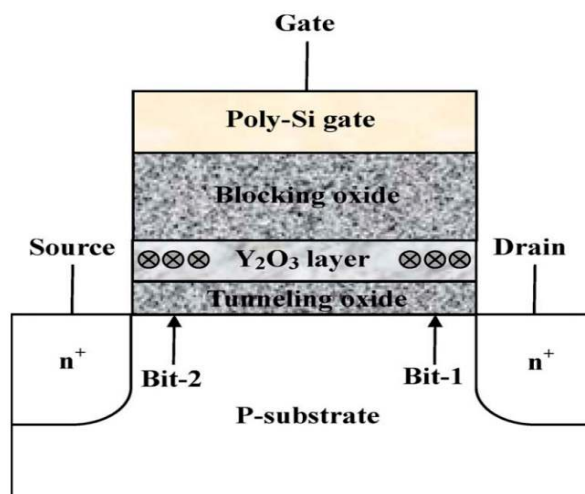 Gate
Poly-Si gate
Blocking oxide
Source
Y₂O₃ layer
Drain
Tunneling oxide
n⁺
Bit-2
Bit-1
n⁺
P-substrate